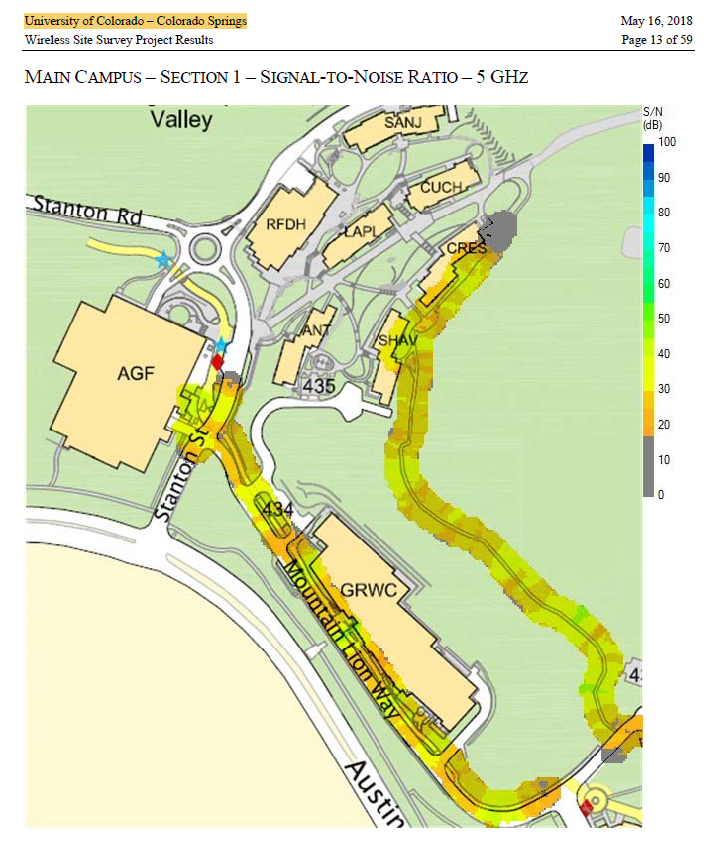 University of Colorado – Colorado Springs
May 16, 2018
Wireless Site Survey Project Results
Page 13 of 59
MAIN CAMPUS – SECTION 1 – SIGNAL-TO-NOISE RATIO – 5 GHZ
S/N
(dB)
100
90
80
70
60
50
40
30
20
10
0
Valley
SANJ
CUCH
Stanton Rd
RFDH
LAPL
CRES
ANT
SHAV
AGF
435
Stanton St
434
GRWC
Mountain Lion Way
43
Austin